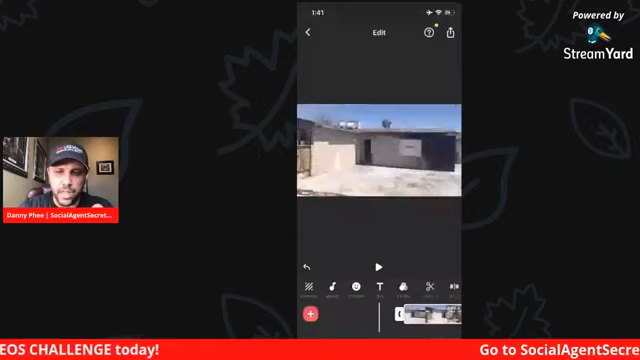 1:41
Powered by
StreamYard
Edit
Danny Phee | SocialAgentSecret...
EOS CHALLENGE today!
Go to SocialAgentSecre